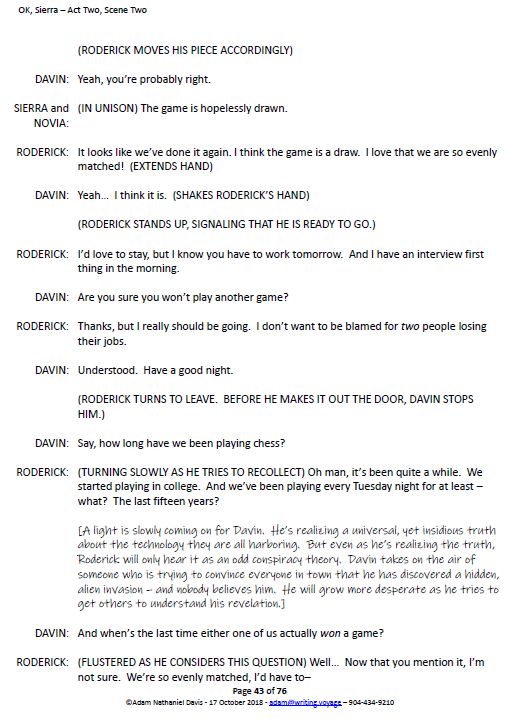 OK, Sierra – Act Two, Scene Two
(RODERICK MOVES HIS PIECE ACCORDINGLY)
DAVIN: Yeah, you’re probably right.
SIERRA and (IN UNISON) The game is hopelessly drawn.
NOVIA:
RODERICK: It looks like we’ve done it again. I think the game is a draw. I love that we are so evenly
matched! (EXTENDS HAND)
DAVIN: Yeah… I think it is. (SHAKES RODERICK’S HAND)
(RODERICK STANDS UP, SIGNALING THAT HE IS READY TO GO.)
RODERICK: I’d love to stay, but I know you have to work tomorrow. And I have an interview first
thing in the morning.
DAVIN: Are you sure you won’t play another game?
RODERICK: Thanks, but I really should be going. I don’t want to be blamed for two people losing
their jobs.
DAVIN: Understood. Have a good night.
(RODERICK TURNS TO LEAVE. BEFORE HE MAKES IT OUT THE DOOR, DAVIN STOPS
HIM.)
DAVIN: Say, how long have we been playing chess?
RODERICK: (TURNING SLOWLY AS HE TRIES TO RECOLLECT) Oh man, it’s been quite a while. We
started playing in college. And we’ve been playing every Tuesday night for at least –
what? The last fifteen years?
[A light is slowly coming on for Davin. He’s realizing a universal, yet insidious truth
about the technology they are all harboring. But even as he’s realizing the truth,
Roderick will only hear it as an odd conspiracy theory. Davin takes on the air of
someone who is trying to convince everyone in town that he has discovered a hidden,
alien invasion – and nobody believes him. He will grow more desperate as he tries to
get others to understand his revelation.]
DAVIN: And when’s the last time either one of us actually won a game?
RODERICK: (FLUSTERED AS HE CONSIDERS THIS QUESTION) Well… Now that you mention it, I’m
not sure. We’re so evenly matched, I’d have to–
Page 43 of 76
©Adam Nathaniel Davis - 17 October 2018 - adam@writing.voyage – 904-434-9210